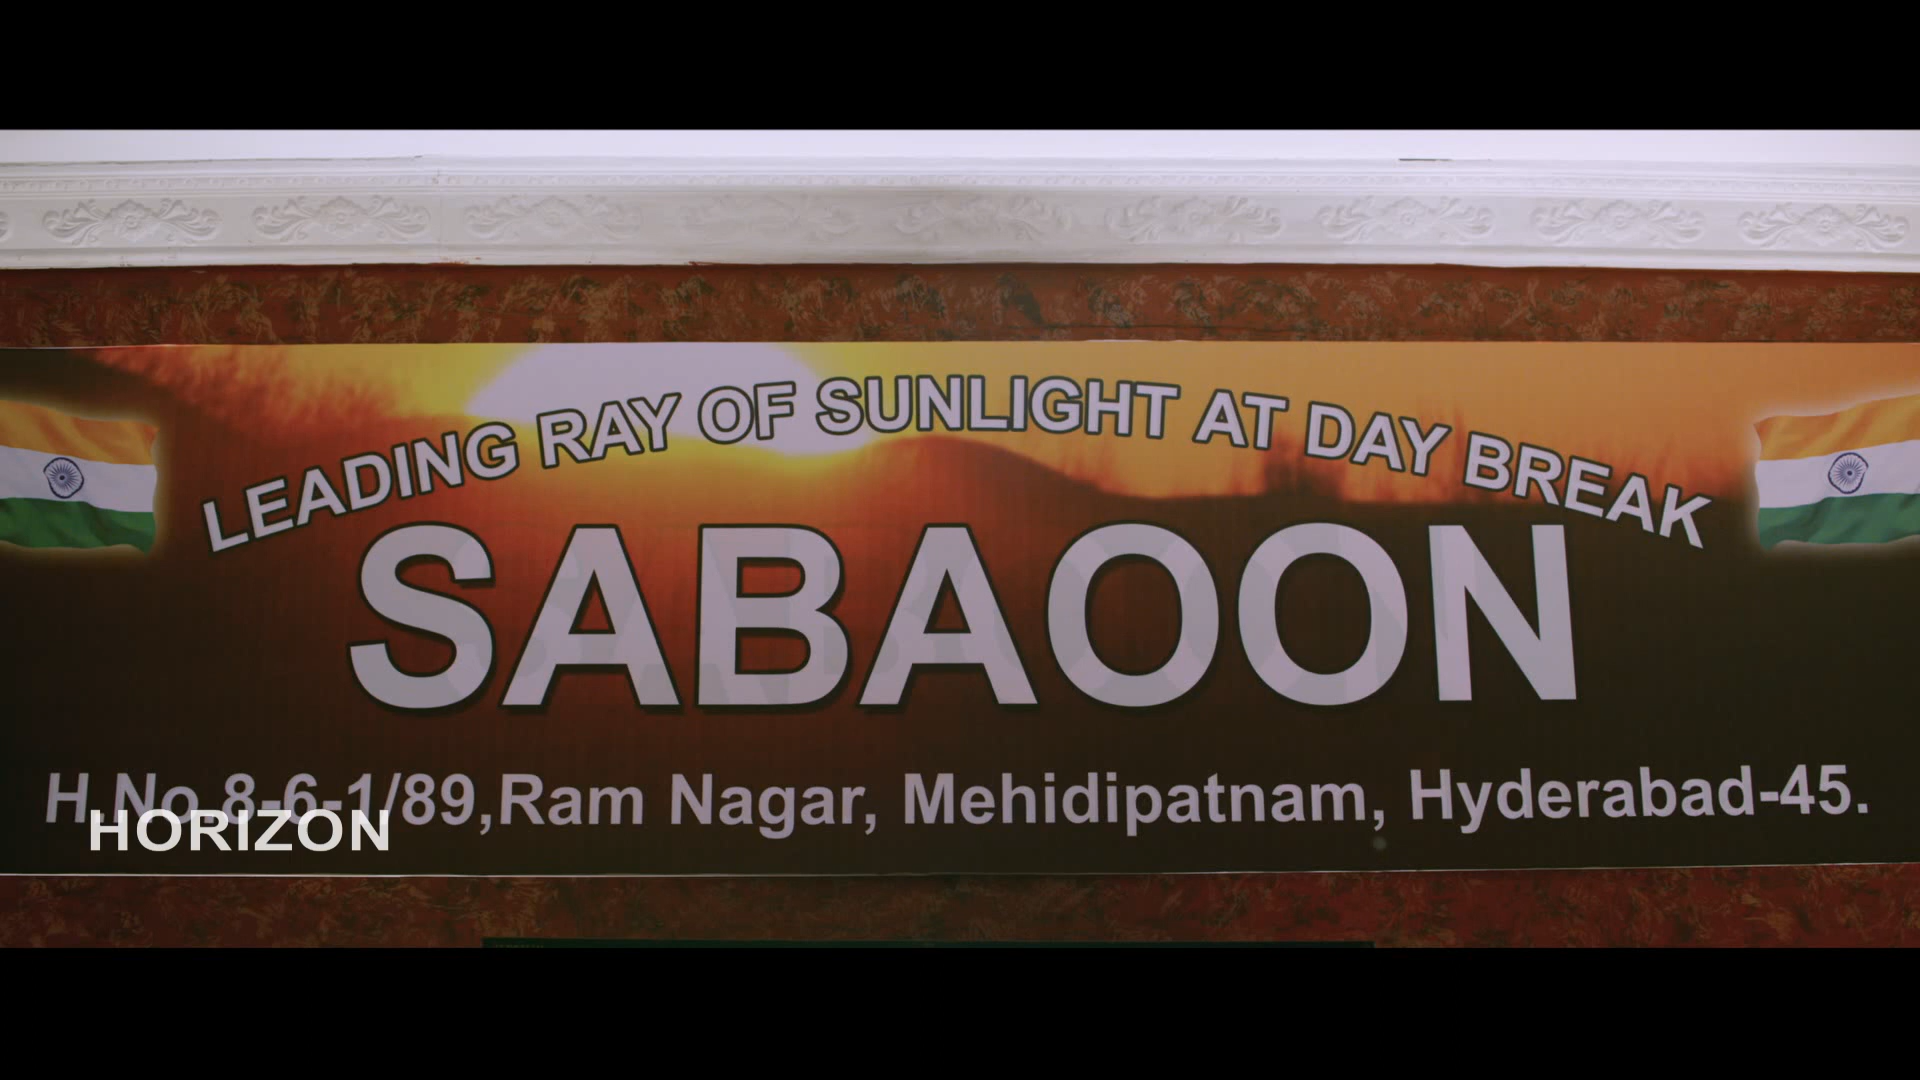 LEADING RAY OF SUNLIGHT AT DAY BREAK
SABAOON
H.No.8-6-1/89,Ram Nagar, Mehidipatnam, Hyderabad-45.
HORIZON